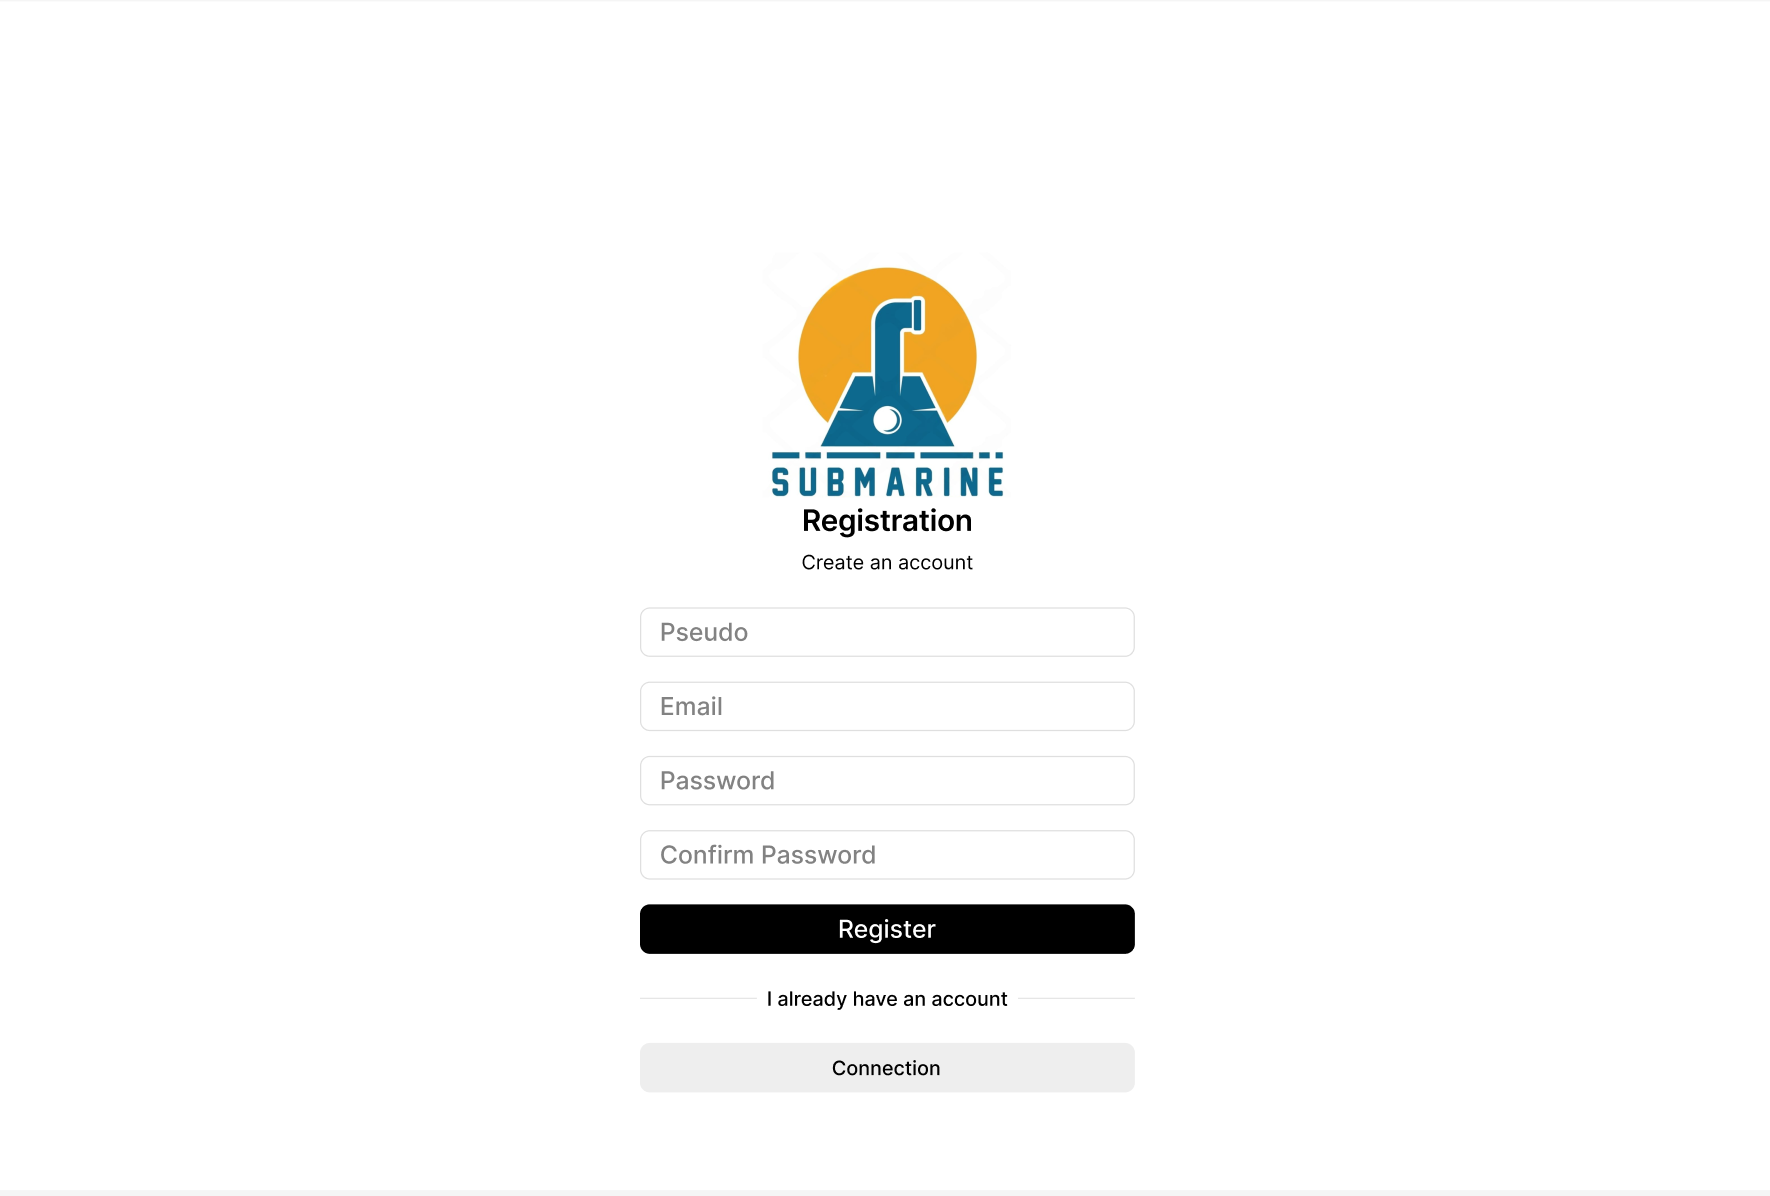 SUBMARINE
Registration
Create an account
Pseudo
Email
Password
Confirm Password
Register
I already have an account
Connection